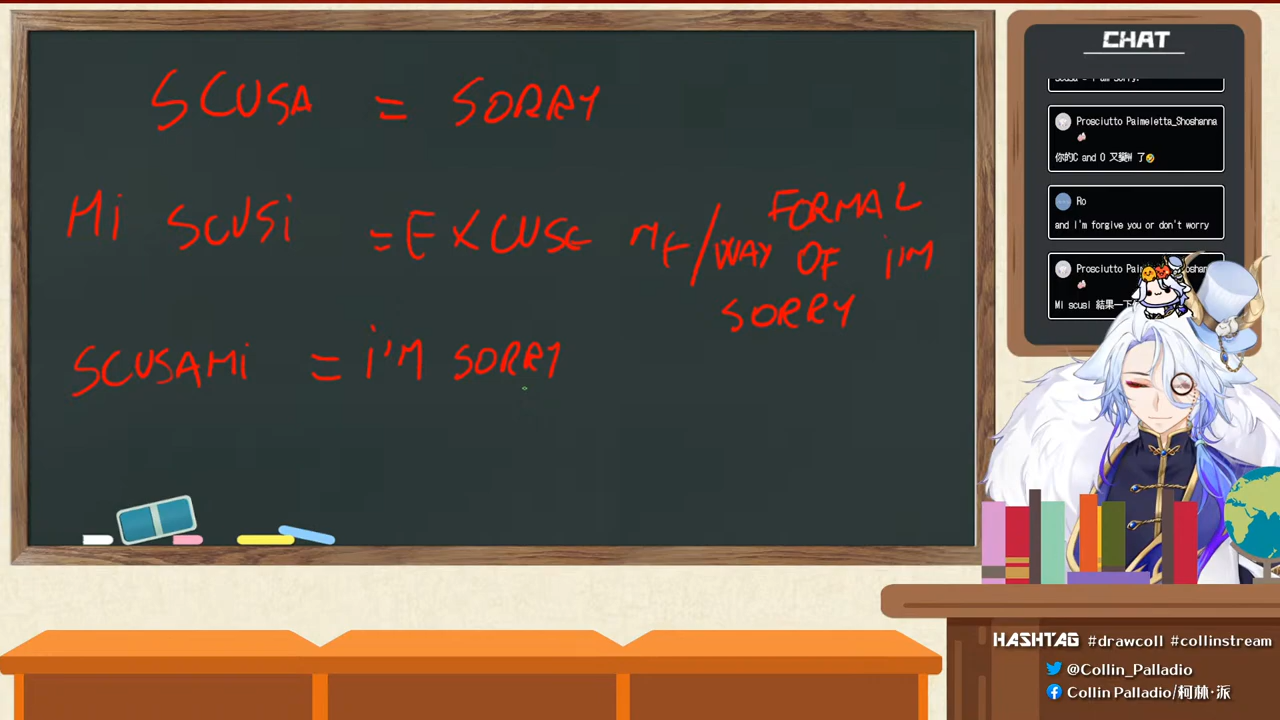 SCUSA = SORRY
Mi SCUSi = EXCUSE ME/WAY OF i'M
FORMAL
SORRY
SCUSAMi = i'M SORRY
CHAT
Prosciutto Paimeletta_Shoshanna
你的C and O 又變W 了🤣
Ro
and I'm forgive you or don't worry
Mi scusi 結果一下
HASHTAG #drawcoll #collinstream
@Collin_Palladio
Collin Palladio/柯林·派